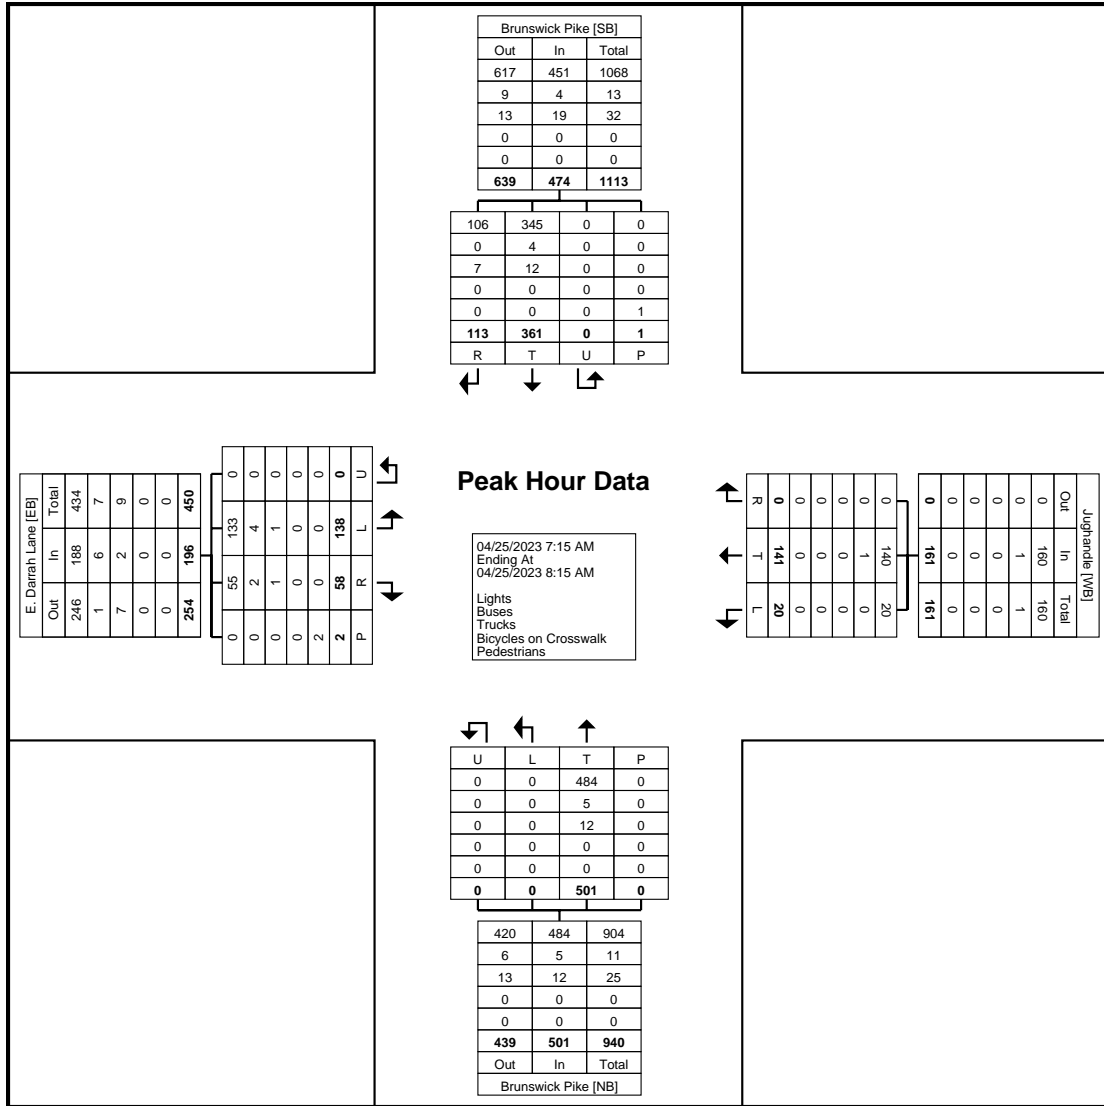 Brunswick Pike [SB]
Out In Total
617 451 1068
9 4 13
13 19 32
0 0 0
0 0 0
639 474 1113
106 345 0 0
0 4 0 0
7 12 0 0
0 0 0 0
0 0 0 1
113 361 0 1
R T U P
E. Darrah Lane [EB]
Out In Total
246 188 434
1 6 7
7 2 9
0 0 0
0 0 0
254 196 450
0 55 133 0
0 2 4 0
0 1 1 0
0 0 0 0
2 0 0 0
2 58 138 0
P R L U
Peak Hour Data
04/25/2023 7:15 AM
Ending At
04/25/2023 8:15 AM
Lights
Buses
Trucks
Bicycles on Crosswalk
Pedestrians
Jughandle [WB]
Out In Total
0 160 160
0 1 1
0 0 0
0 0 0
0 0 0
0 161 161
0 140 20
0 1 0
0 0 0
0 0 0
0 0 0
0 141 20
R T L
U L T P
0 0 484 0
0 0 5 0
0 0 12 0
0 0 0 0
0 0 0 0
0 0 501 0
420 484 904
6 5 11
13 12 25
0 0 0
0 0 0
439 501 940
Out In Total
Brunswick Pike [NB]